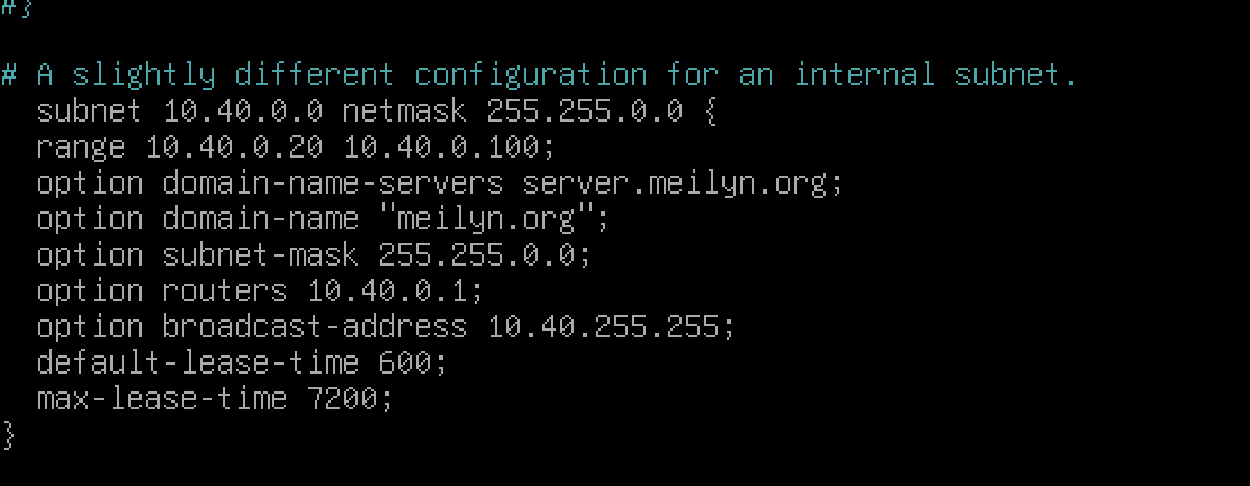 #}
# A slightly different configuration for an internal subnet.
subnet 10.40.0.0 netmask 255.255.0.0 {
range 10.40.0.20 10.40.0.100;
option domain-name-servers server.meilyn.org;
option domain-name "meilyn.org";
option subnet-mask 255.255.0.0;
option routers 10.40.0.1;
option broadcast-address 10.40.255.255;
default-lease-time 600;
max-lease-time 7200;
}